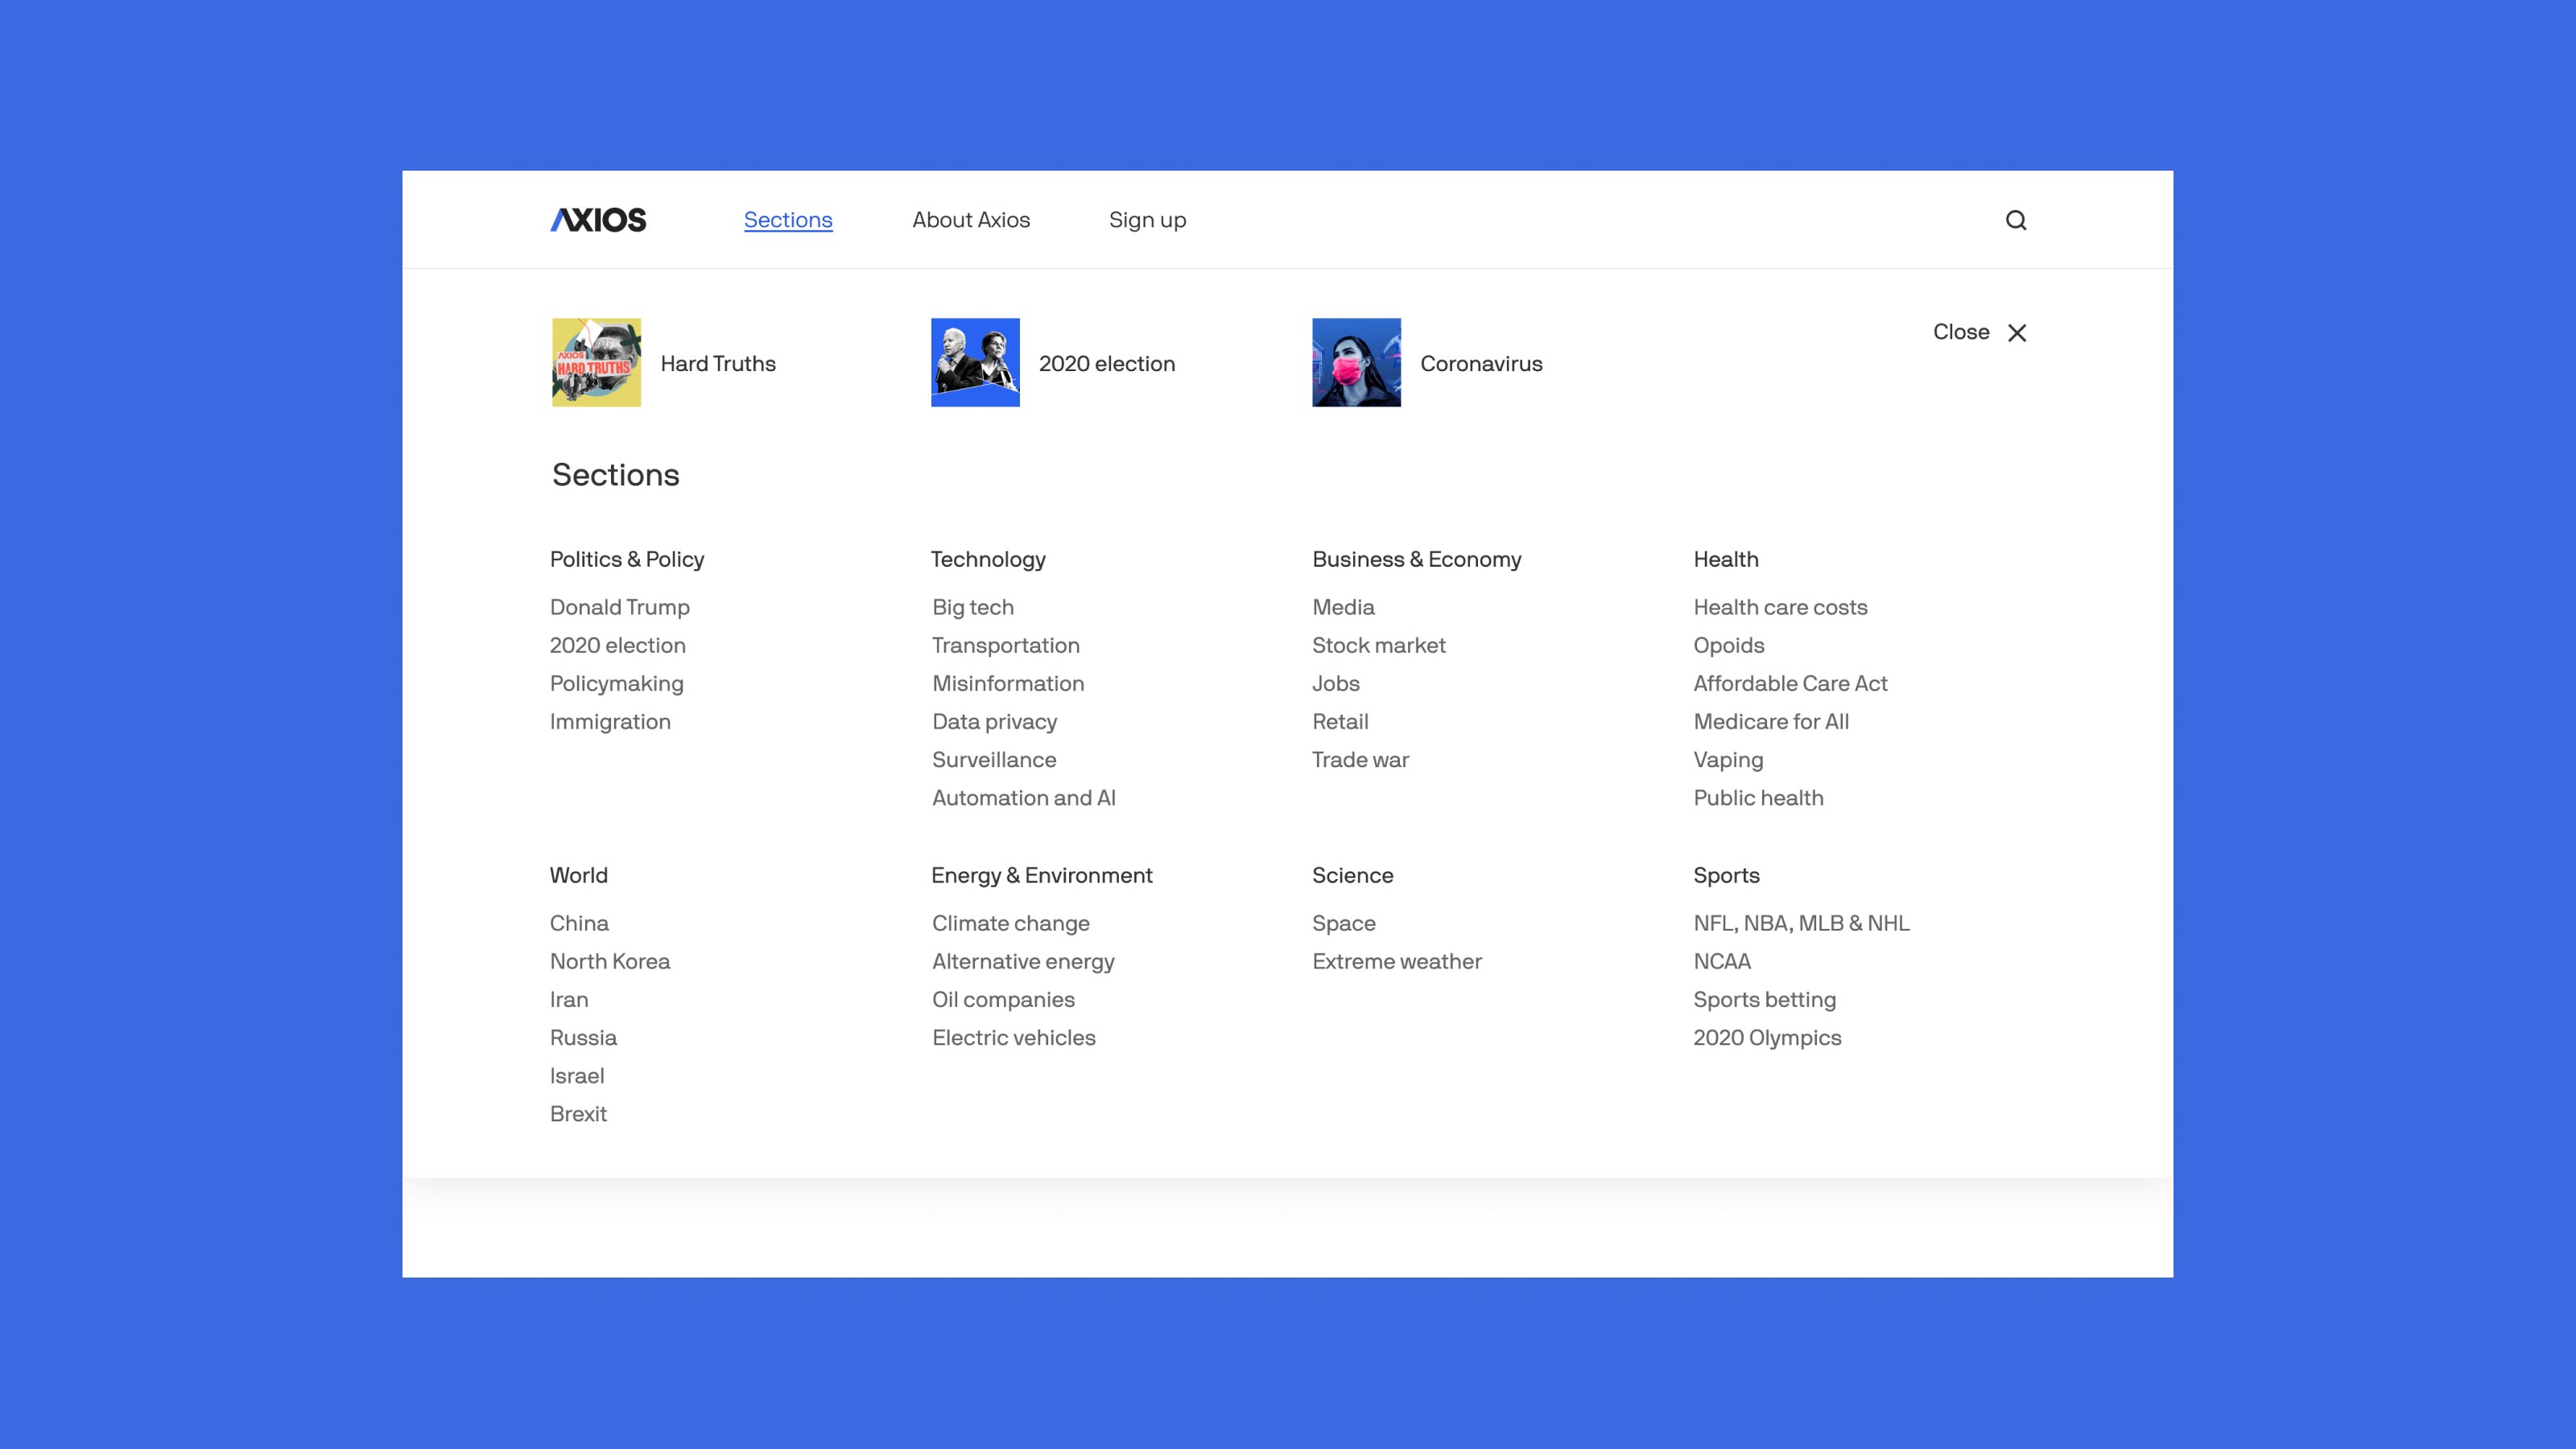 AXIOS
Sections
About Axios
Sign up
AXIOS
HARD TRUTHS
Hard Truths
2020 election
Coronavirus
Close
Sections
Politics & Policy
Donald Trump
2020 election
Policymaking
Immigration
Technology
Big tech
Transportation
Misinformation
Data privacy
Surveillance
Automation and AI
Business & Economy
Media
Stock market
Jobs
Retail
Trade war
Health
Health care costs
Opoids
Affordable Care Act
Medicare for All
Vaping
Public health
World
China
North Korea
Iran
Russia
Israel
Brexit
Energy & Environment
Climate change
Alternative energy
Oil companies
Electric vehicles
Science
Space
Extreme weather
Sports
NFL, NBA, MLB & NHL
NCAA
Sports betting
2020 Olympics